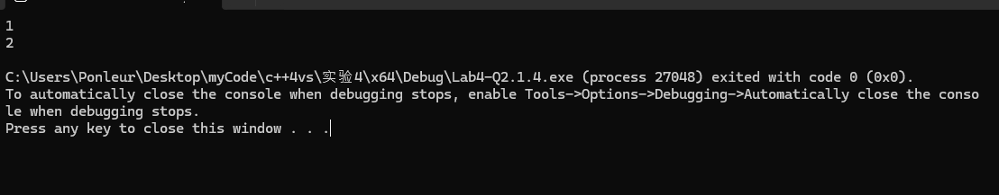 1
2
C:\Users\Ponleur\Desktop\myCode\c++4vs\实验4\x64\Debug\Lab4-Q2.1.4.exe (process 27048) exited with code 0 (0x0).
To automatically close the console when debugging stops, enable Tools->Options->Debugging->Automatically close the conso
le when debugging stops.
Press any key to close this window . . .